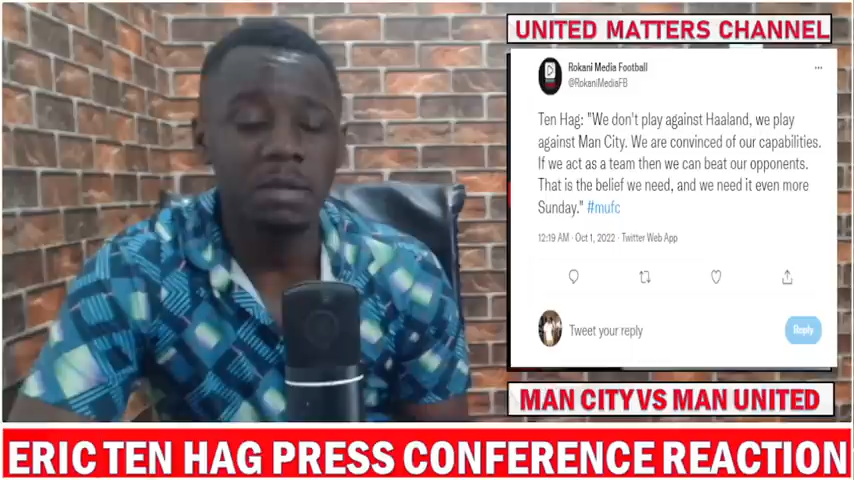 UNITED MATTERS CHANNEL
Rokani Media Football
@RokaniMediaFB
Ten Hag: "We don't play against Haaland, we play
against Man City. We are convinced of our capabilities.
If we act as a team then we can beat our opponents.
That is the belief we need, and we need it even more
Sunday." #mufc
12:19 AM · Oct 1, 2022 · Twitter Web App
Tweet your reply
Reply
MAN CITY VS MAN UNITED
ERIC TEN HAG PRESS CONFERENCE REACTION